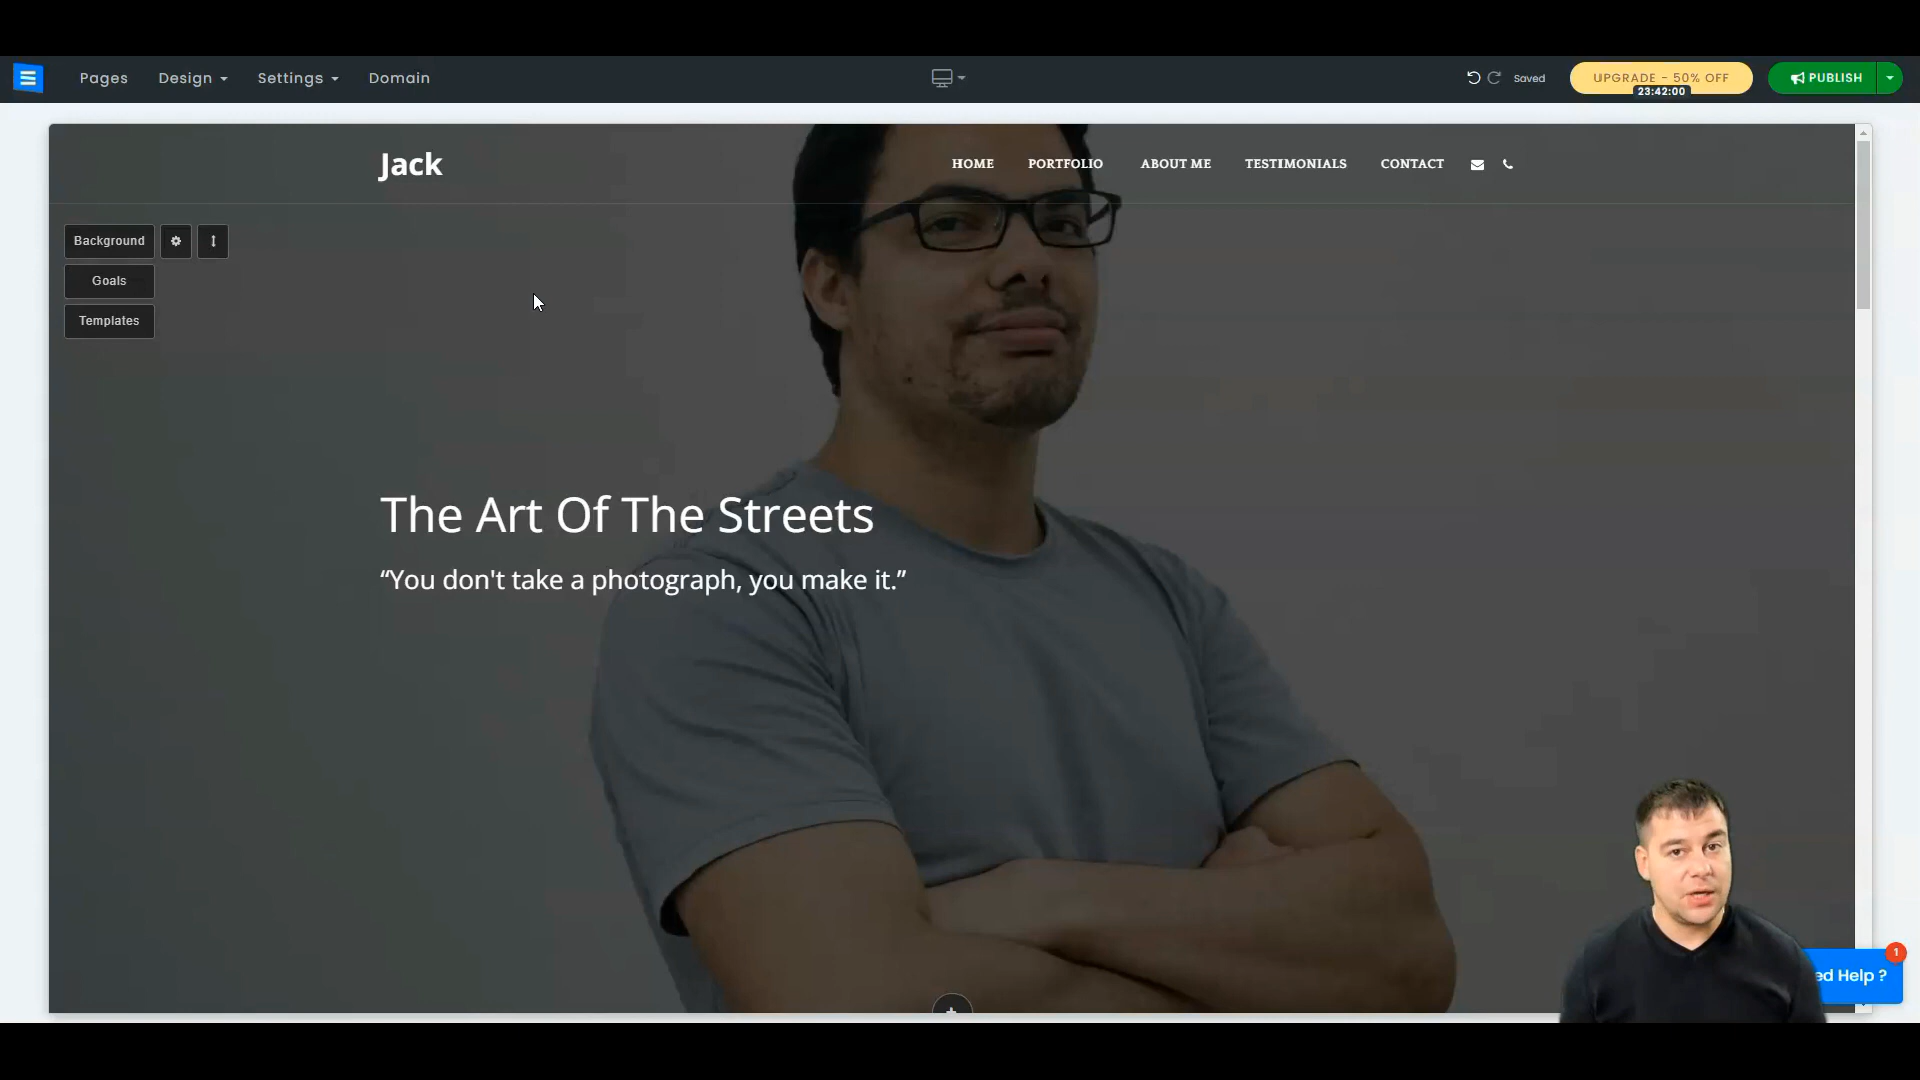 Pages Design Settings Domain Saved UPGRADE - 50% OFF PUBLISH
23:42:00
Jack HOME PORTFOLIO ABOUT ME TESTIMONIALS CONTACT
Background
Goals
Templates
The Art Of The Streets
“You don't take a photograph, you make it.”
1
ed Help ?